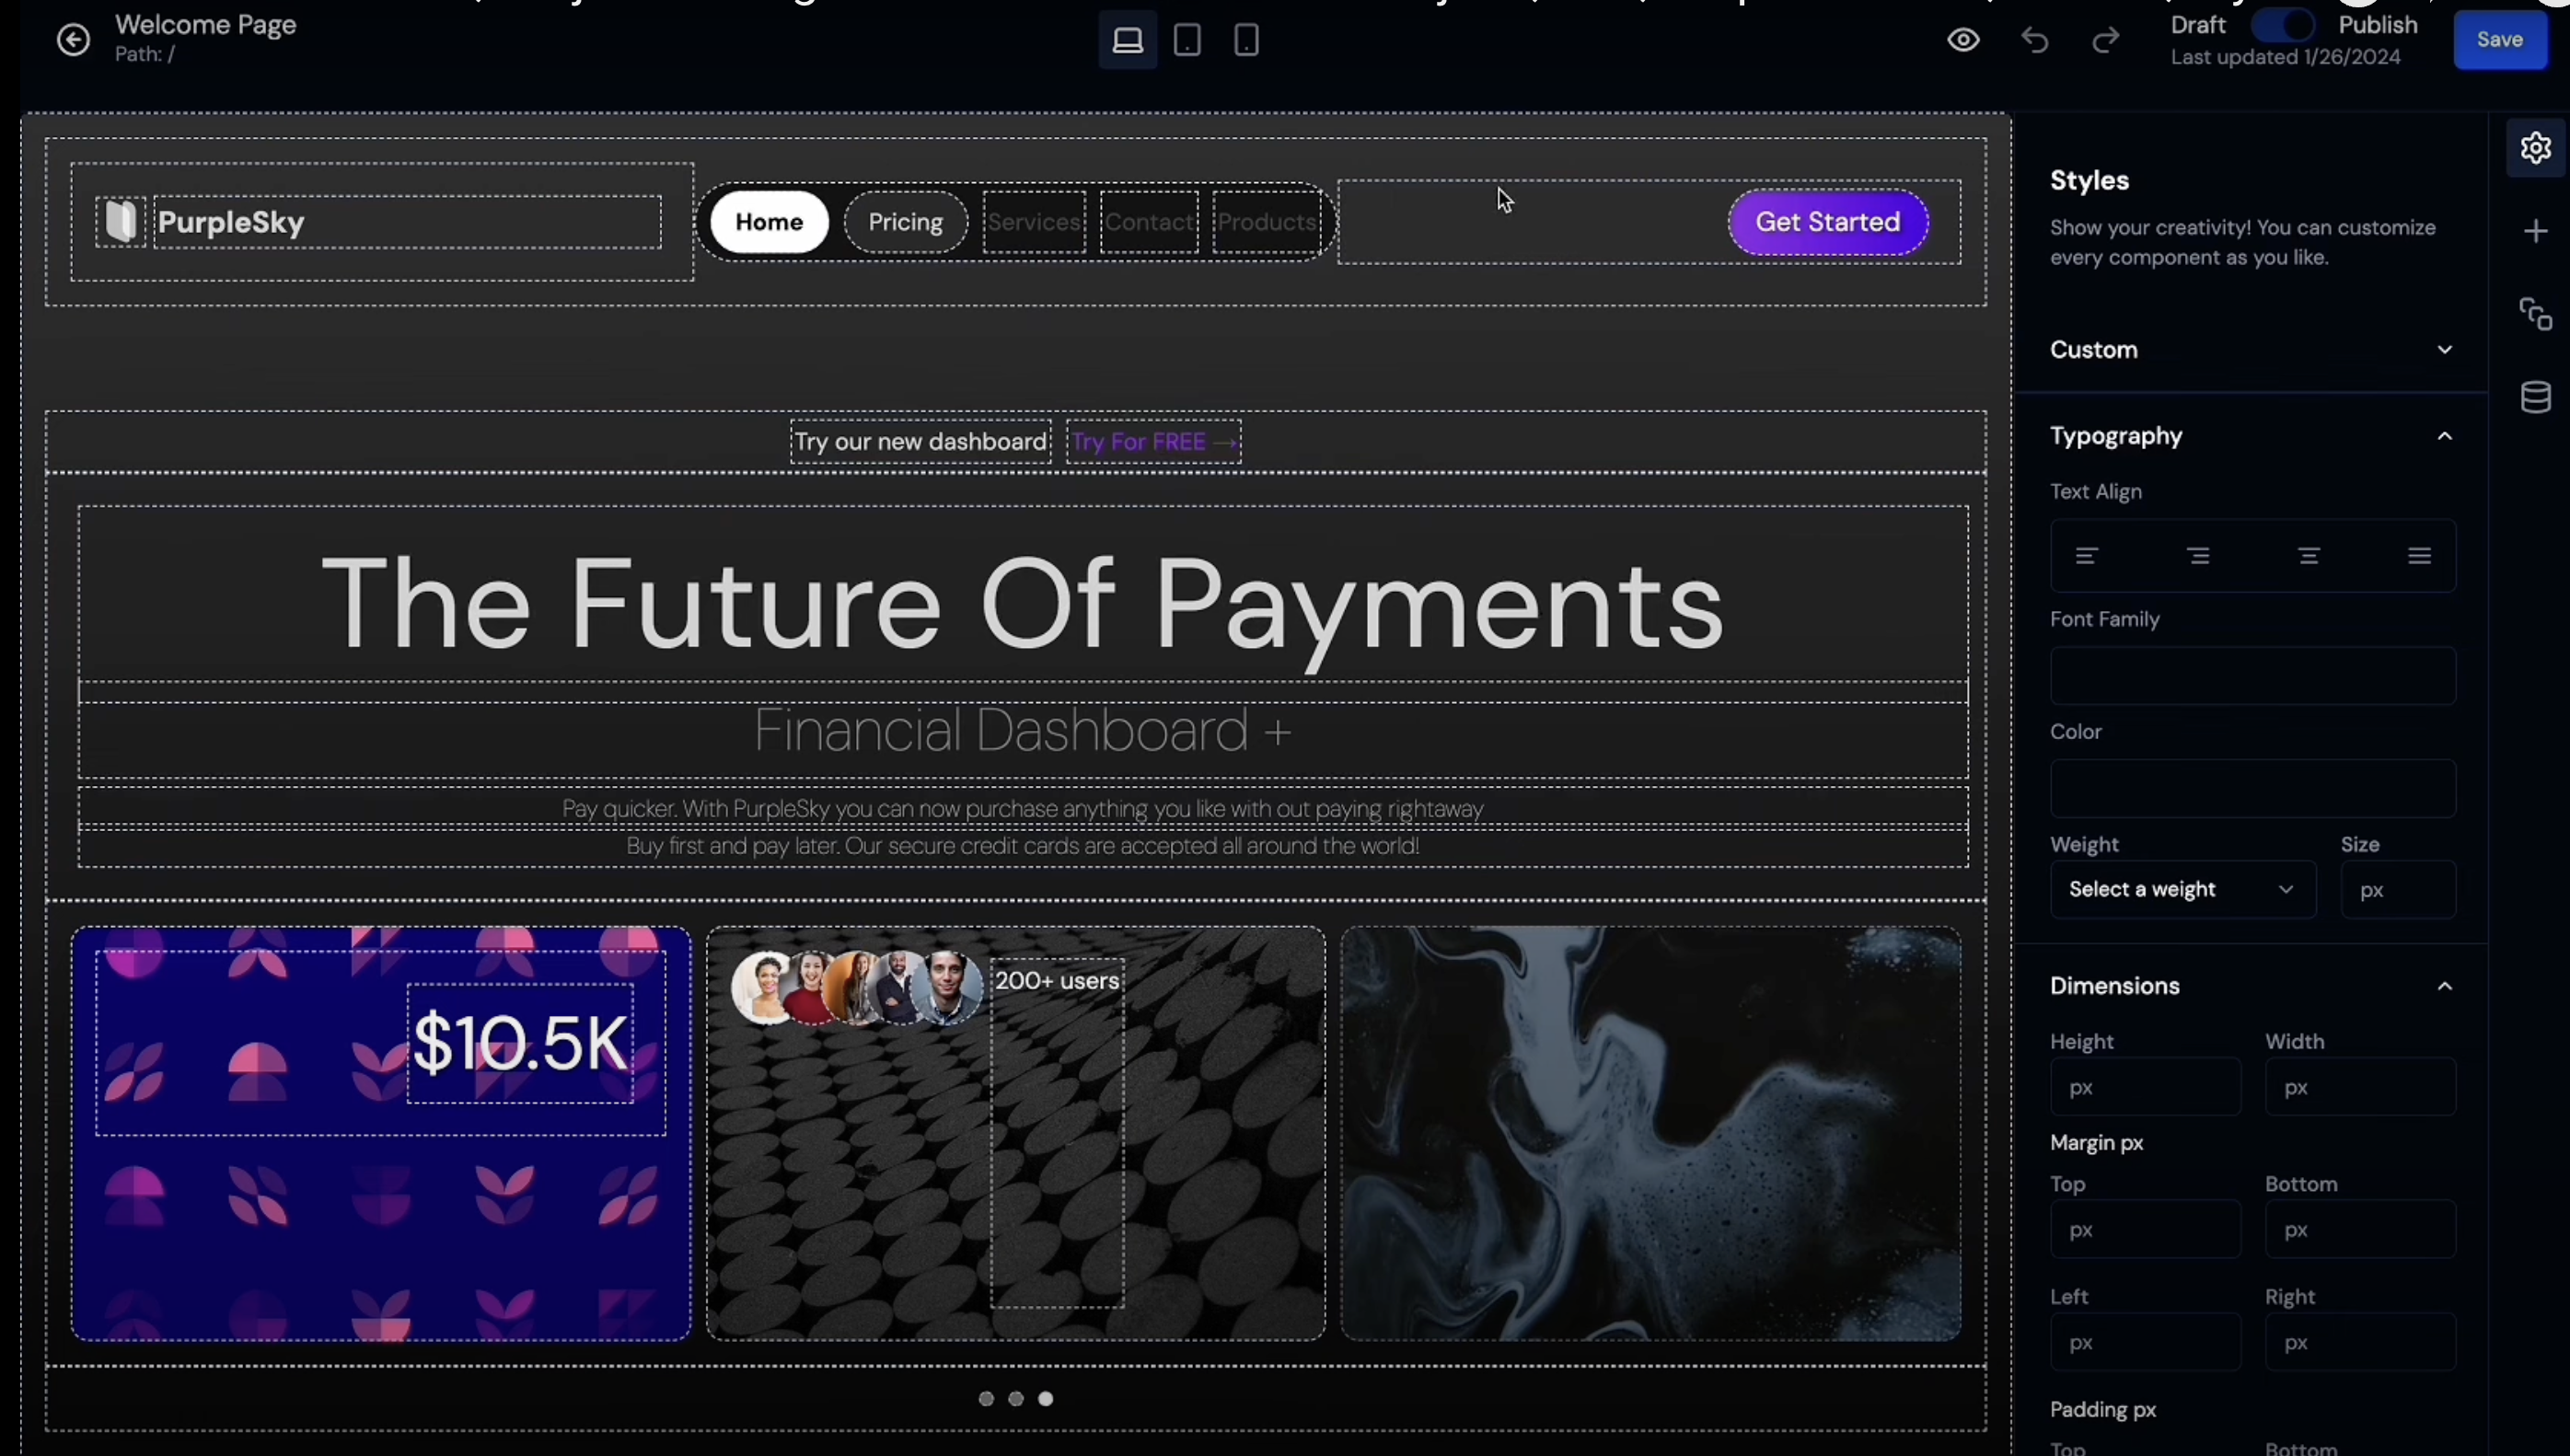 Welcome Page
Path: /
Draft
Publish
Last updated 1/26/2024
Save
PurpleSky
Home
Pricing
Services
Contact
Products
Get Started
Try our new dashboard
Try For FREE →
The Future Of Payments
Financial Dashboard +
Pay quicker. With PurpleSky you can now purchase anything you like with out paying rightaway
Buy first and pay later. Our secure credit cards are accepted all around the world!
$10.5K
200+ users
Styles
Show your creativity! You can customize
every component as you like.
Custom
Typography
Text Align
Font Family
Color
Weight
Size
Select a weight
px
Dimensions
Height
Width
px
px
Margin px
Top
Bottom
px
px
Left
Right
px
px
Padding px
Top
Bottom